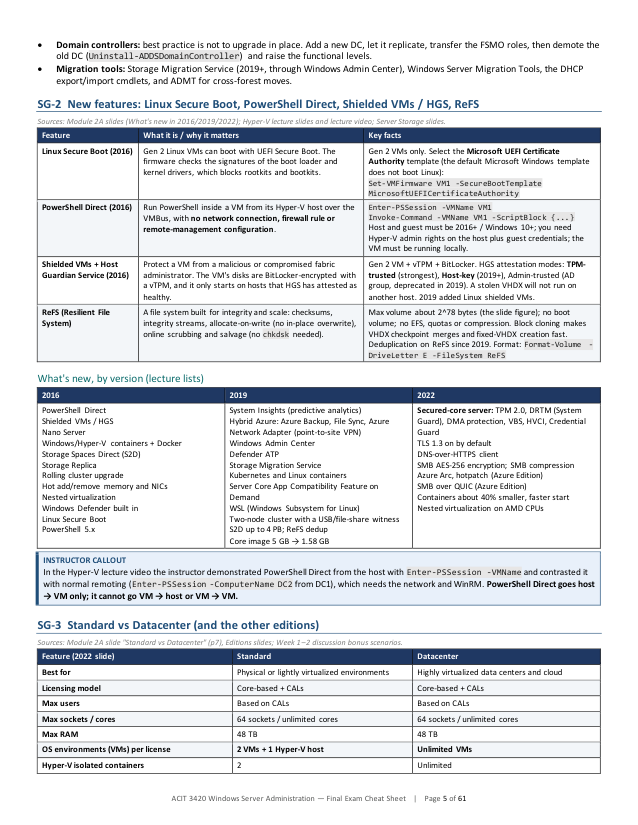 • Domain controllers: best practice is not to upgrade in place. Add a new DC, let it replicate, transfer the FSMO roles, then demote the
old DC (Uninstall-ADDSDomainController) and raise the functional levels.
• Migration tools: Storage Migration Service (2019+, through Windows Admin Center), Windows Server Migration Tools, the DHCP
export/import cmdlets, and ADMT for cross-forest moves.
SG-2 New features: Linux Secure Boot, PowerShell Direct, Shielded VMs / HGS, ReFS
Sources: Module 2A slides (What's new in 2016/2019/2022); Hyper-V lecture slides and lecture video; Server Storage slides.
Feature
What it is / why it matters
Key facts
Linux Secure Boot (2016)
Gen 2 Linux VMs can boot with UEFI Secure Boot. The
firmware checks the signatures of the boot loader and
kernel drivers, which blocks rootkits and bootkits.
Gen 2 VMs only. Select the Microsoft UEFI Certificate
Authority template (the default Microsoft Windows template
does not boot Linux):
Set-VMFirmware VM1 -SecureBootTemplate
MicrosoftUEFICertificateAuthority
PowerShell Direct (2016)
Run PowerShell inside a VM from its Hyper-V host over the
VMBus, with no network connection, firewall rule or
remote-management configuration.
Enter-PSSession -VMName VM1
Invoke-Command -VMName VM1 -ScriptBlock {...}
Host and guest must be 2016+ / Windows 10+; you need
Hyper-V admin rights on the host plus guest credentials; the
VM must be running locally.
Shielded VMs + Host
Guardian Service (2016)
Protect a VM from a malicious or compromised fabric
administrator. The VM's disks are BitLocker-encrypted with
a vTPM, and it only starts on hosts that HGS has attested as
healthy.
Gen 2 VM + vTPM + BitLocker. HGS attestation modes: TPM-
trusted (strongest), Host-key (2019+), Admin-trusted (AD
group, deprecated in 2019). A stolen VHDX will not run on
another host. 2019 added Linux shielded VMs.
ReFS (Resilient File
System)
A file system built for integrity and scale: checksums,
integrity streams, allocate-on-write (no in-place overwrite),
online scrubbing and salvage (no chkdsk needed).
Max volume about 2^78 bytes (the slide figure); no boot
volume; no EFS, quotas or compression. Block cloning makes
VHDX checkpoint merges and fixed-VHDX creation fast.
Deduplication on ReFS since 2019. Format: Format-Volume -
DriveLetter E -FileSystem ReFS
What's new, by version (lecture lists)
2016
2019
2022
PowerShell Direct
Shielded VMs / HGS
Nano Server
Windows/Hyper-V containers + Docker
Storage Spaces Direct (S2D)
Storage Replica
Rolling cluster upgrade
Hot add/remove memory and NICs
Nested virtualization
Windows Defender built in
Linux Secure Boot
PowerShell 5.x
System Insights (predictive analytics)
Hybrid Azure: Azure Backup, File Sync, Azure
Network Adapter (point-to-site VPN)
Windows Admin Center
Defender ATP
Storage Migration Service
Kubernetes and Linux containers
Server Core App Compatibility Feature on
Demand
WSL (Windows Subsystem for Linux)
Two-node cluster with a USB/file-share witness
S2D up to 4 PB; ReFS dedup
Core image 5 GB → 1.58 GB
Secured-core server: TPM 2.0, DRTM (System
Guard), DMA protection, VBS, HVCI, Credential
Guard
TLS 1.3 on by default
DNS-over-HTTPS client
SMB AES-256 encryption; SMB compression
Azure Arc, hotpatch (Azure Edition)
SMB over QUIC (Azure Edition)
Containers about 40% smaller, faster start
Nested virtualization on AMD CPUs
INSTRUCTOR CALLOUT
In the Hyper-V lecture video the instructor demonstrated PowerShell Direct from the host with Enter-PSSession -VMName and contrasted it
with normal remoting (Enter-PSSession -ComputerName DC2 from DC1), which needs the network and WinRM. PowerShell Direct goes host
→ VM only; it cannot go VM → host or VM → VM.
SG-3 Standard vs Datacenter (and the other editions)
Sources: Module 2A slide "Standard vs Datacenter" (p7), Editions slides; Week 1–2 discussion bonus scenarios.
Feature (2022 slide)
Standard
Datacenter
Best for
Physical or lightly virtualized environments
Highly virtualized data centers and cloud
Licensing model
Core-based + CALs
Core-based + CALs
Max users
Based on CALs
Based on CALs
Max sockets / cores
64 sockets / unlimited cores
64 sockets / unlimited cores
Max RAM
48 TB
48 TB
OS environments (VMs) per license
2 VMs + 1 Hyper-V host
Unlimited VMs
Hyper-V isolated containers
2
Unlimited
ACIT 3420 Windows Server Administration — Final Exam Cheat Sheet | Page 5 of 61